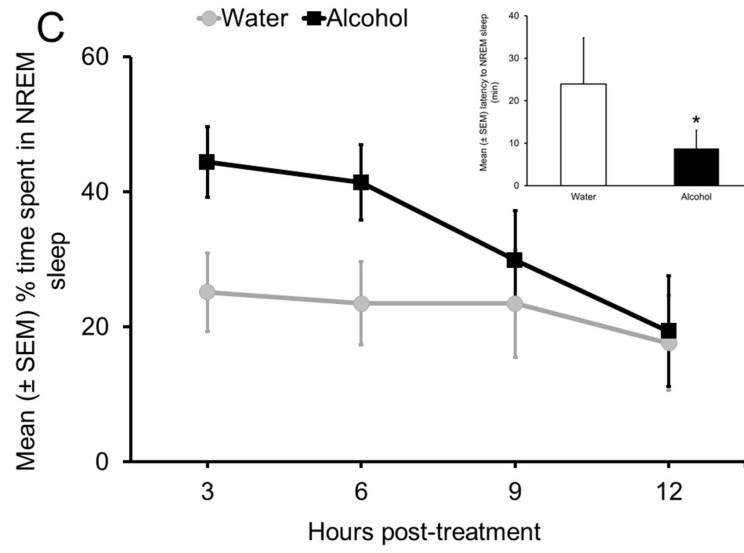 C
Water
Alcohol
Mean (± SEM) % time spent in NREM
sleep
60
40
20
0
3
6
9
12
Hours post-treatment
Mean (± SEM) latency to NREM sleep
(min)
40
30
20
10
0
*
Water
Alcohol